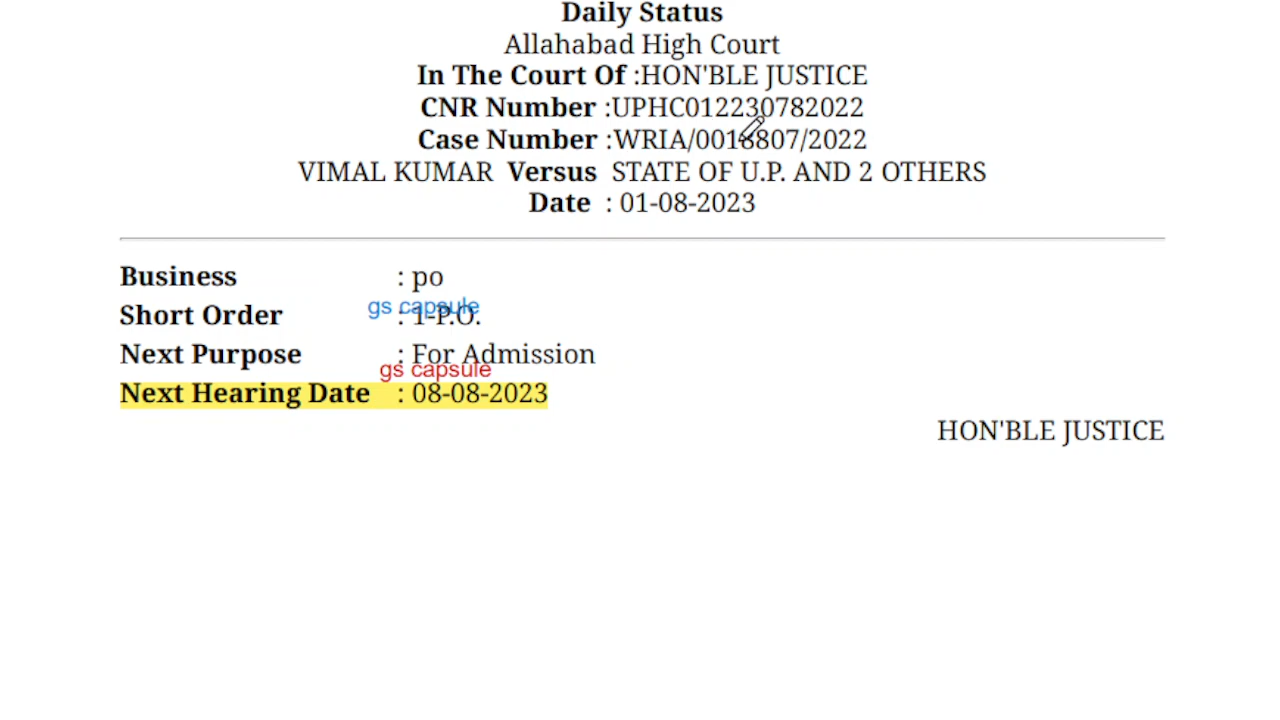 Daily Status
Allahabad High Court
In The Court Of :HON'BLE JUSTICE
CNR Number :UPHC012230782022
Case Number :WRIA/0018807/2022
VIMAL KUMAR Versus STATE OF U.P. AND 2 OTHERS
Date : 01-08-2023
Business : po
gs capsule
Short Order : 1-P.O.
Next Purpose : For Admission
gs capsule
Next Hearing Date : 08-08-2023
HON'BLE JUSTICE